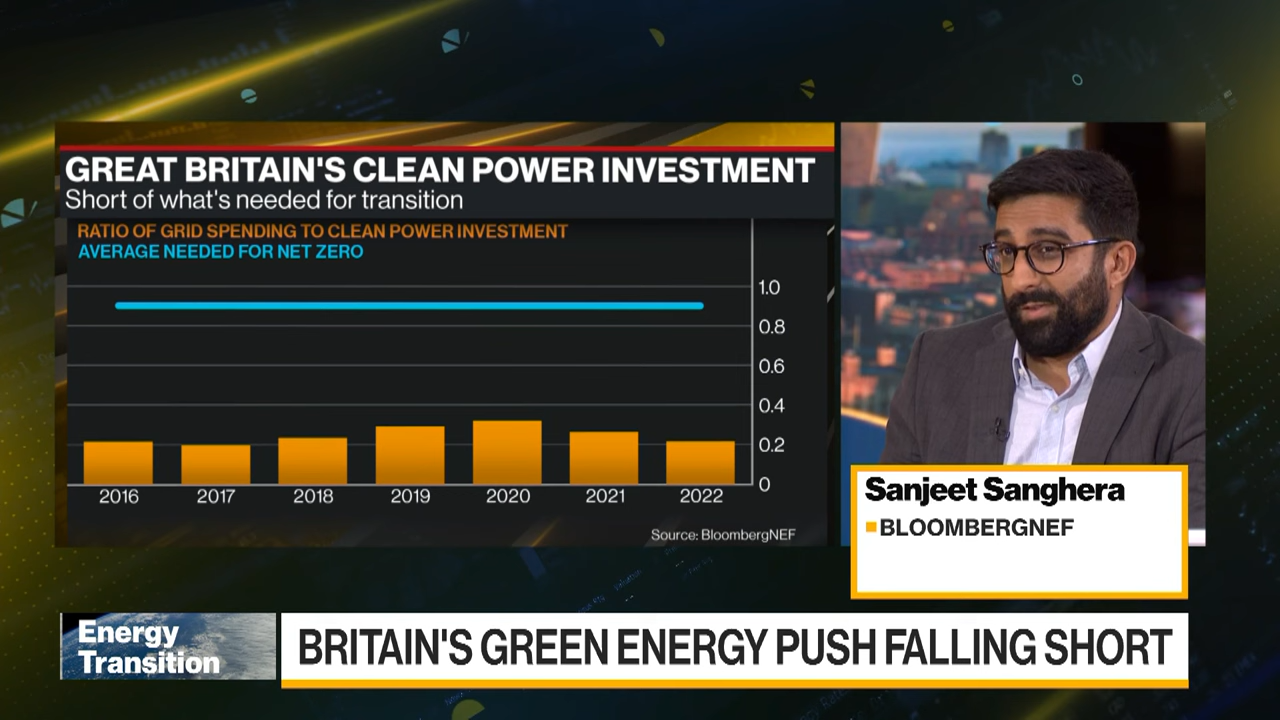 GREAT BRITAIN'S CLEAN POWER INVESTMENT
Short of what's needed for transition
RATIO OF GRID SPENDING TO CLEAN POWER INVESTMENT
AVERAGE NEEDED FOR NET ZERO
1.0
0.8
0.6
0.4
0.2
0
2016 2017 2018 2019 2020 2021 2022
Source: BloombergNEF
Sanjeet Sanghera
BLOOMBERGNEF
Energy
Transition
BRITAIN'S GREEN ENERGY PUSH FALLING SHORT